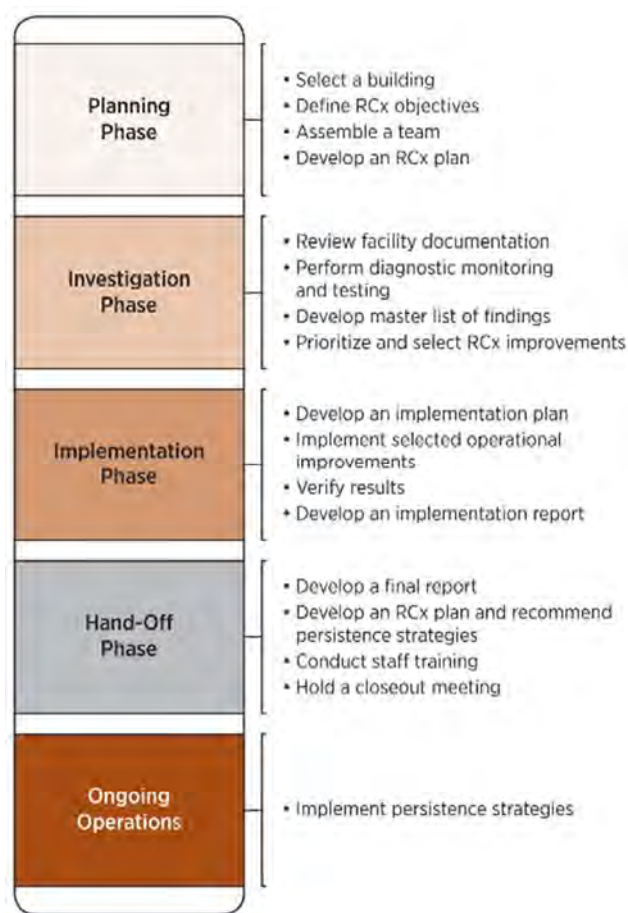 Planning
Phase
• Select a building
• Define RCx objectives
• Assemble a team
• Develop an RCx plan
Investigation
Phase
• Review facility documentation
• Perform diagnostic monitoring
and testing
• Develop master list of findings
• Prioritize and select RCx improvements
Implementation
Phase
• Develop an implementation plan
• Implement selected operational
improvements
• Verify results
• Develop an implementation report
Hand-Off
Phase
• Develop a final report
• Develop an RCx plan and recommend
persistence strategies
• Conduct staff training
• Hold a closeout meeting
Ongoing
Operations
• Implement persistence strategies